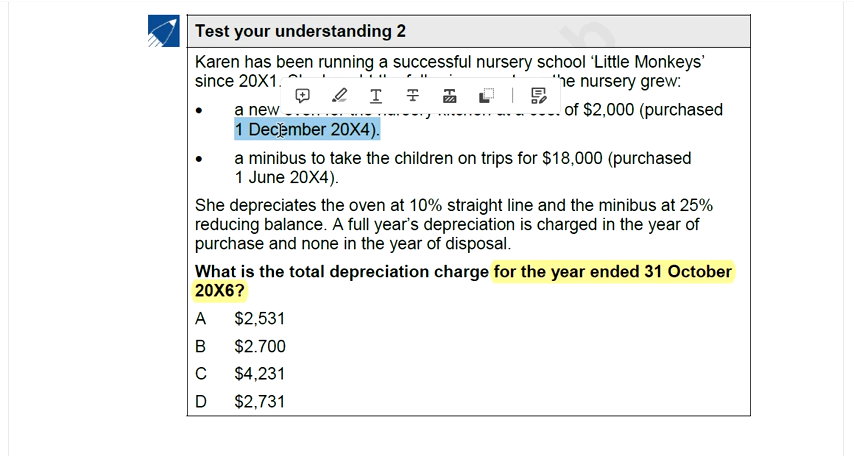 Test your understanding 2
Karen has been running a successful nursery school ‘Little Monkeys’
since 20X1. the nursery grew:
• a new of $2,000 (purchased
1 December 20X4).
• a minibus to take the children on trips for $18,000 (purchased
1 June 20X4).
She depreciates the oven at 10% straight line and the minibus at 25%
reducing balance. A full year’s depreciation is charged in the year of
purchase and none in the year of disposal.
What is the total depreciation charge for the year ended 31 October
20X6?
A $2,531
B $2.700
C $4,231
D $2,731